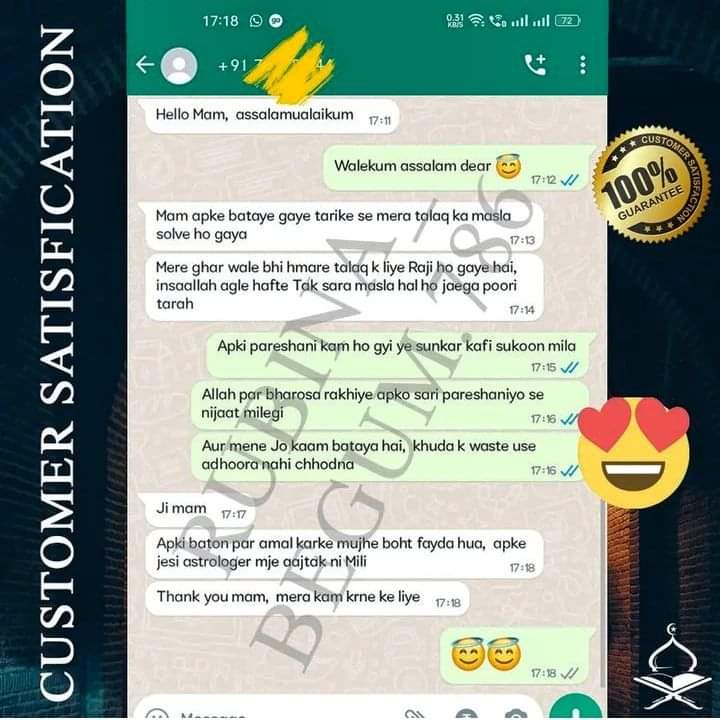 CUSTOMER SATISFICATION
17:18
0.31
KB/S
72
+91
Hello Mam, assalamualaikum 17:11
Walekum assalam dear 😇
17:12
Mam apke bataye gaye tarike se mera talaq ka masla
solve ho gaya
17:13
Mere ghar wale bhi hmare talaq k liye Raji ho gaye hai,
insaallah agle hafte Tak sara masla hal ho jaega poori
tarah
17:14
Apki pareshani kam ho gyi ye sunkar kafi sukoon mila
17:15
Allah par bharosa rakhiye apko sari pareshaniyo se
nijaat milegi
17:16
Aur mene Jo kaam bataya hai, khuda k waste use
adhoora nahi chhodna
17:16
Ji mam 17:17
Apki baton par amal karke mujhe boht fayda hua, apke
jesi astrologer mje aajtak ni Mili
17:18
Thank you mam, mera kam krne ke liye 17:18
😇😇
17:18
Message
CUSTOMER SATISFACTION
100%
GUARANTEE
RUBINA_
BEGUM.786